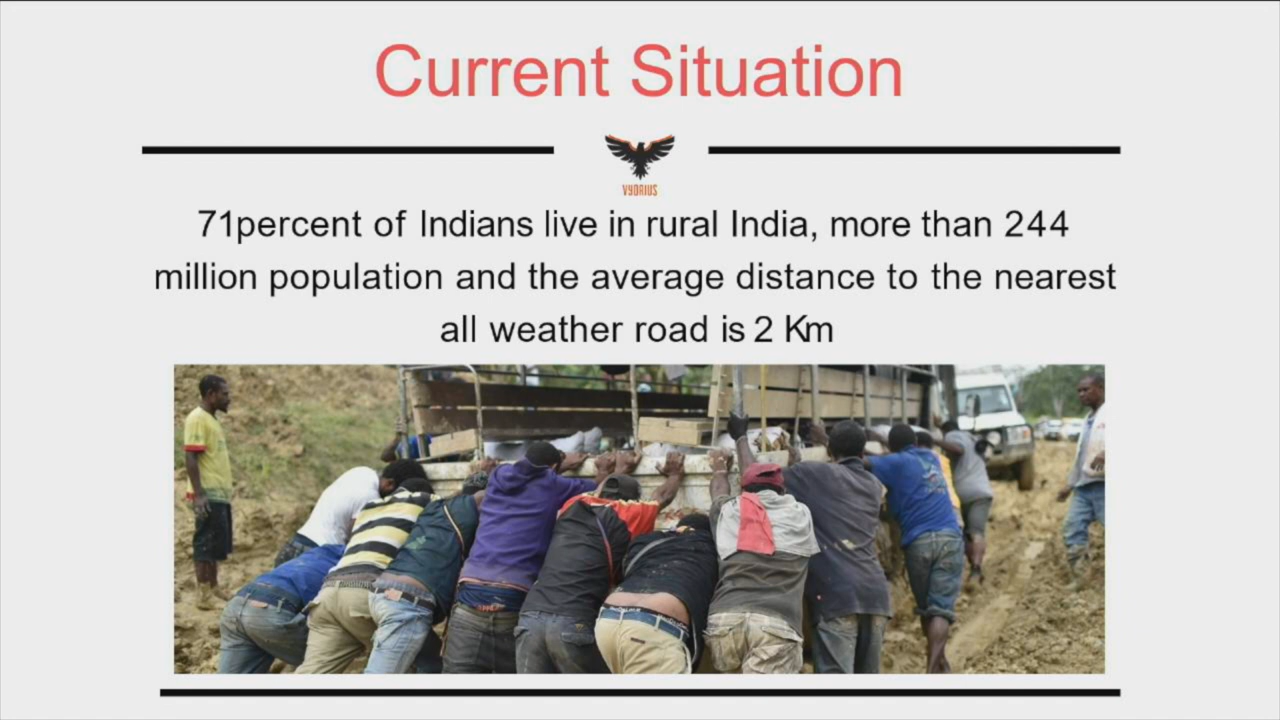 Current Situation
VYDRIUS
71percent of Indians live in rural India, more than 244
million population and the average distance to the nearest
all weather road is 2 Km